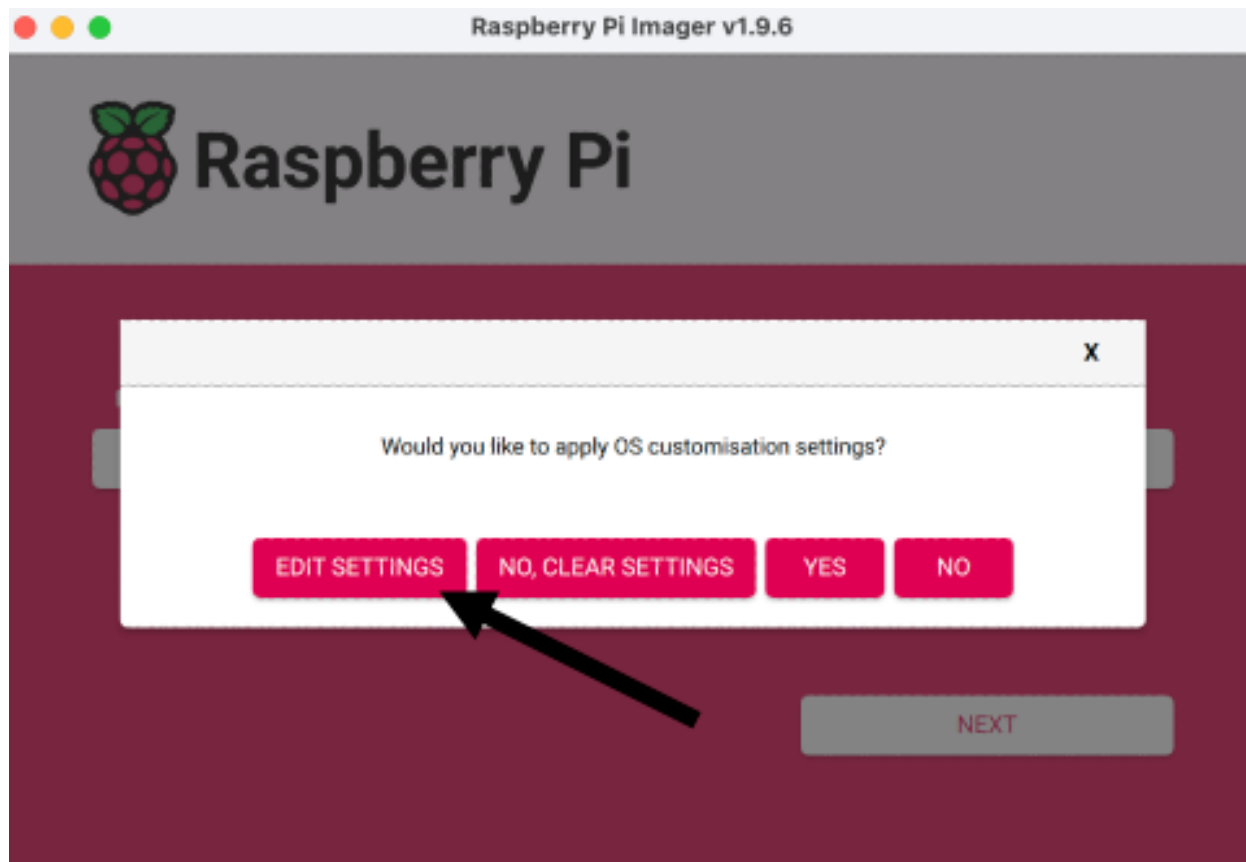 Raspberry Pi Imager v1.9.6
Raspberry Pi
X
Would you like to apply OS customisation settings?
EDIT SETTINGS NO, CLEAR SETTINGS YES NO
NEXT